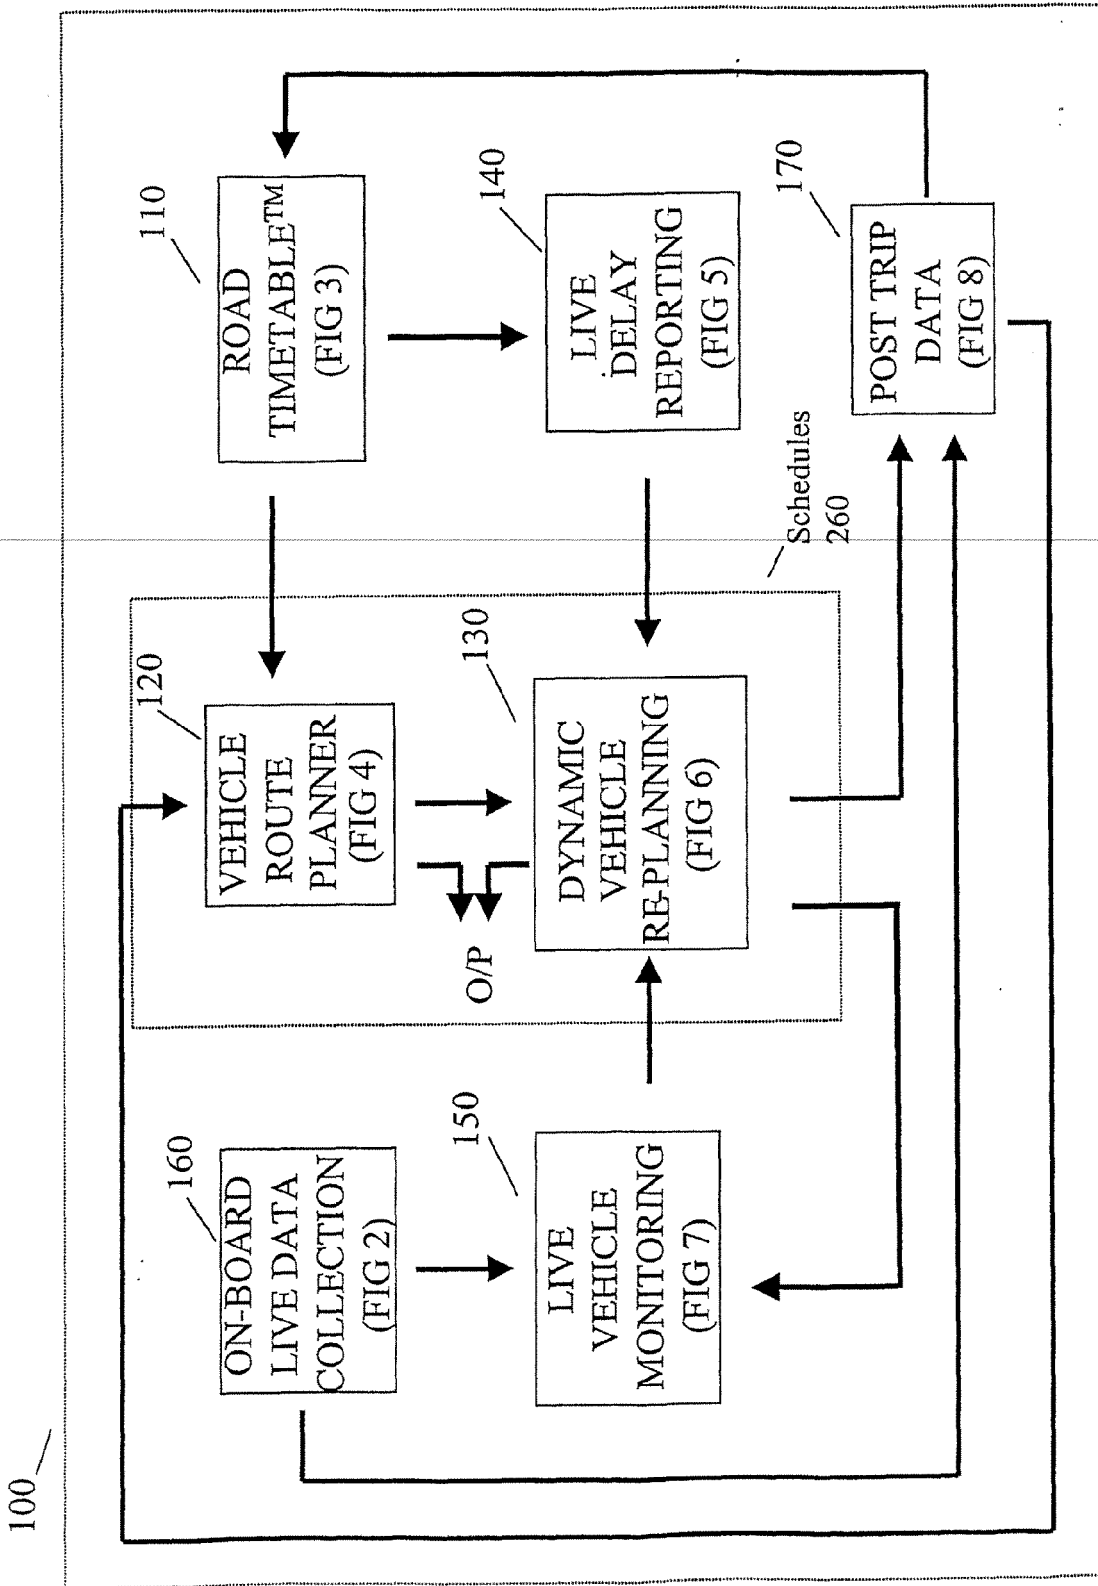 100
160
ON-BOARD
LIVE DATA
COLLECTION
(FIG 2)
120
VEHICLE
ROUTE
PLANNER
(FIG 4)
110
ROAD
TIMETABLE™
(FIG 3)
O/P
150
LIVE
VEHICLE
MONITORING
(FIG 7)
130
DYNAMIC
VEHICLE
RE-PLANNING
(FIG 6)
140
LIVE
DELAY
REPORTING
(FIG 5)
Schedules
260
170
POST TRIP
DATA
(FIG 8)